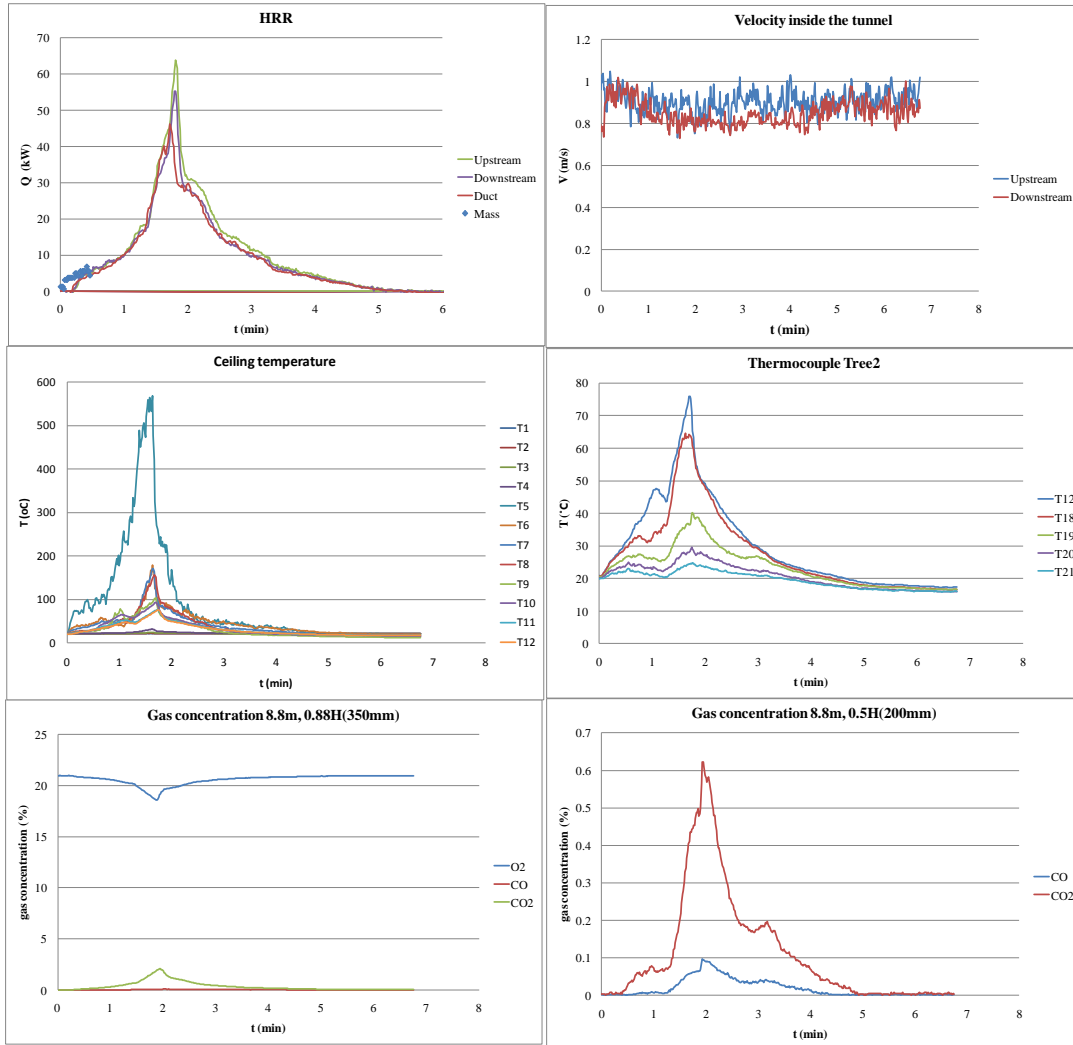 HRR
70
60
50
40
30
20
10
0
Q (kW)
0 1 2 3 4 5 6
t (min)
Upstream
Downstream
Duct
Mass
Velocity inside the tunnel
1.2
1
0.8
0.6
0.4
0.2
0
V (m/s)
0 1 2 3 4 5 6 7 8
t (min)
Upstream
Downstream
Ceiling temperature
600
500
400
300
200
100
0
T (oC)
0 1 2 3 4 5 6 7 8
t (min)
T1
T2
T3
T4
T5
T6
T7
T8
T9
T10
T11
T12
Thermocouple Tree2
80
70
60
50
40
30
20
10
0
T (℃)
0 1 2 3 4 5 6 7 8
t (min)
T12
T18
T19
T20
T21
Gas concentration 8.8m, 0.88H(350mm)
25
20
15
10
5
0
gas concentration (%)
0 1 2 3 4 5 6 7 8
t (min)
O2
CO
CO2
Gas concentration 8.8m, 0.5H(200mm)
0.7
0.6
0.5
0.4
0.3
0.2
0.1
0
gas concentration (%)
0 1 2 3 4 5 6 7 8
t (min)
CO
CO2